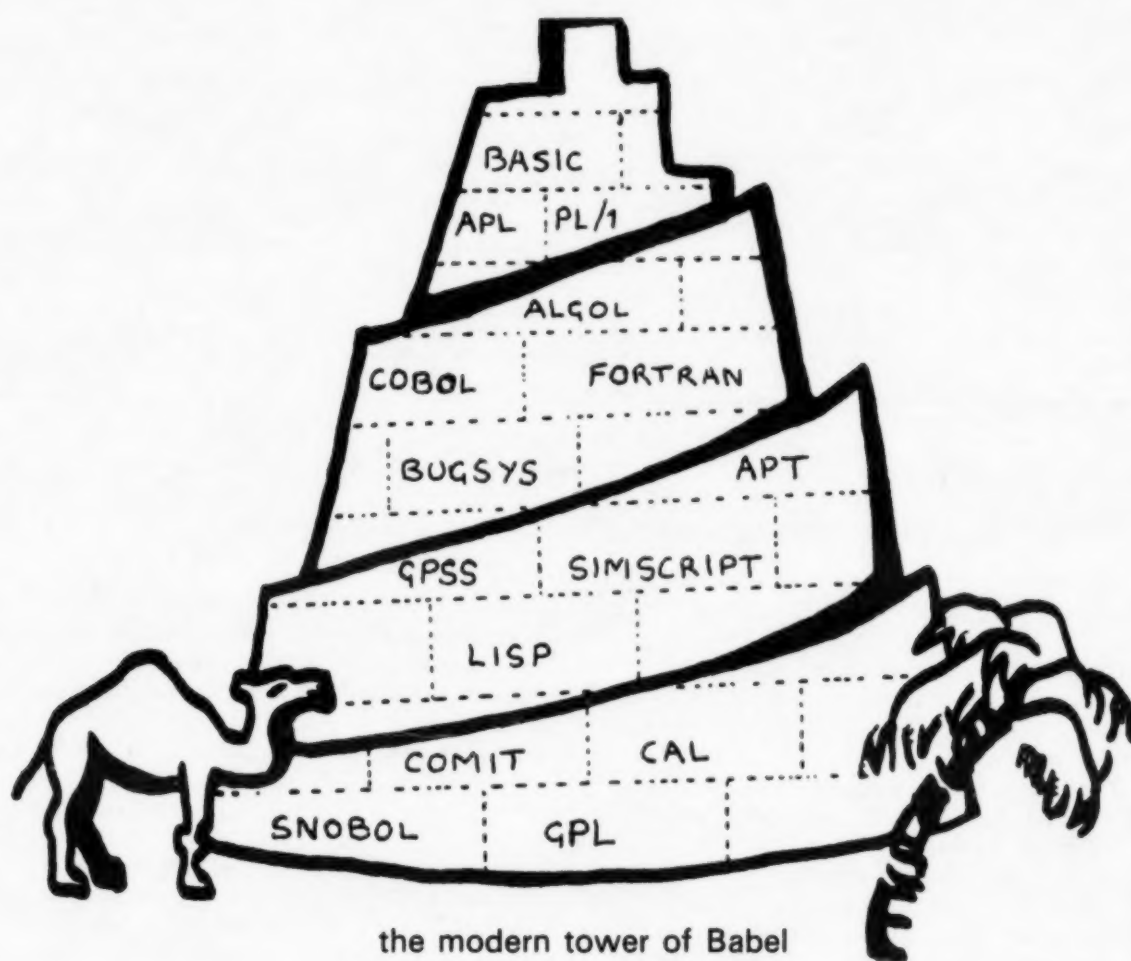 BASIC
APL PL/1
ALGOL
COBOL FORTRAN
BUGSYS APT
GPSS SIMSCRIPT
LISP
COMIT CAL
SNOBOL GPL
the modern tower of Babel